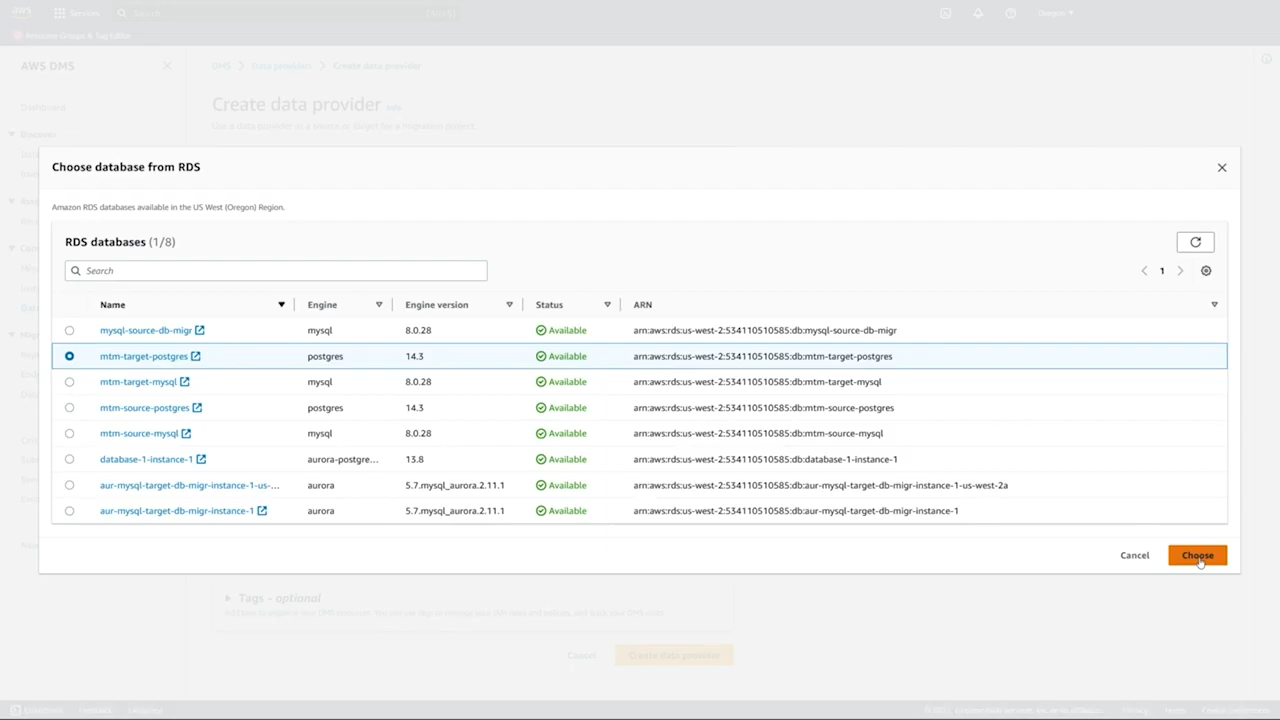 aws Services Search
Resource Groups & Tag Editor Oregon
AWS DMS
DMS Data providers Create data provider
Dashboard
Create data provider
Use a data provider in a source or target for a migration project.
Discover
Choose database from RDS
Amazon RDS databases available in the US West (Oregon) Region.
RDS databases (1/8)
Search
1
Name Engine Engine version Status ARN
mysql-source-db-migr mysql 8.0.28 Available arn:aws:rds:us-west-2:534110510585:db:mysql-source-db-migr
mtm-target-postgres postgres 14.3 Available arn:aws:rds:us-west-2:534110510585:db:mtm-target-postgres
mtm-target-mysql mysql 8.0.28 Available arn:aws:rds:us-west-2:534110510585:db:mtm-target-mysql
mtm-source-postgres postgres 14.3 Available arn:aws:rds:us-west-2:534110510585:db:mtm-source-postgres
mtm-source-mysql mysql 8.0.28 Available arn:aws:rds:us-west-2:534110510585:db:mtm-source-mysql
database-1-instance-1 aurora-postgre... 13.8 Available arn:aws:rds:us-west-2:534110510585:db:database-1-instance-1
aur-mysql-target-db-migr-instance-1-us-... aurora 5.7.mysql_aurora.2.11.1 Available arn:aws:rds:us-west-2:534110510585:db:aur-mysql-target-db-migr-instance-1-us-west-2a
aur-mysql-target-db-migr-instance-1 aurora 5.7.mysql_aurora.2.11.1 Available arn:aws:rds:us-west-2:534110510585:db:aur-mysql-target-db-migr-instance-1
Cancel Choose
Tags - optional
Cancel Create data provider
Feedback Language Privacy Terms Cookie preferences